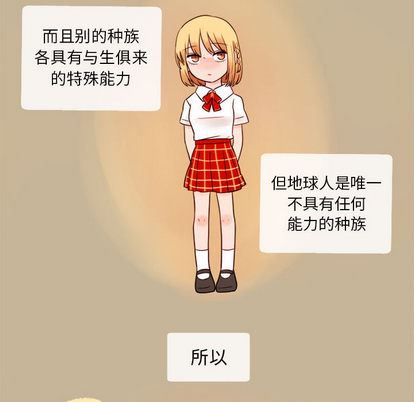 而且别的种族
各具有与生俱来
的特殊能力
但地球人是唯一
不具有任何
能力的种族
所以